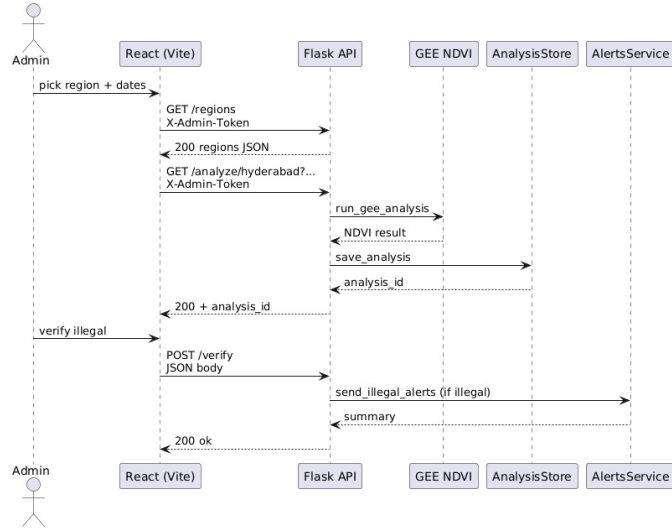 Admin
React (Vite)
Flask API
GEE NDVI
AnalysisStore
AlertsService
pick region + dates
GET /regions
X-Admin-Token
200 regions JSON
GET /analyze/hyderabad?...
X-Admin-Token
run_gee_analysis
NDVI result
save_analysis
analysis_id
200 + analysis_id
verify illegal
POST /verify
JSON body
send_illegal_alerts (if illegal)
summary
200 ok
Admin
React (Vite)
Flask API
GEE NDVI
AnalysisStore
AlertsService